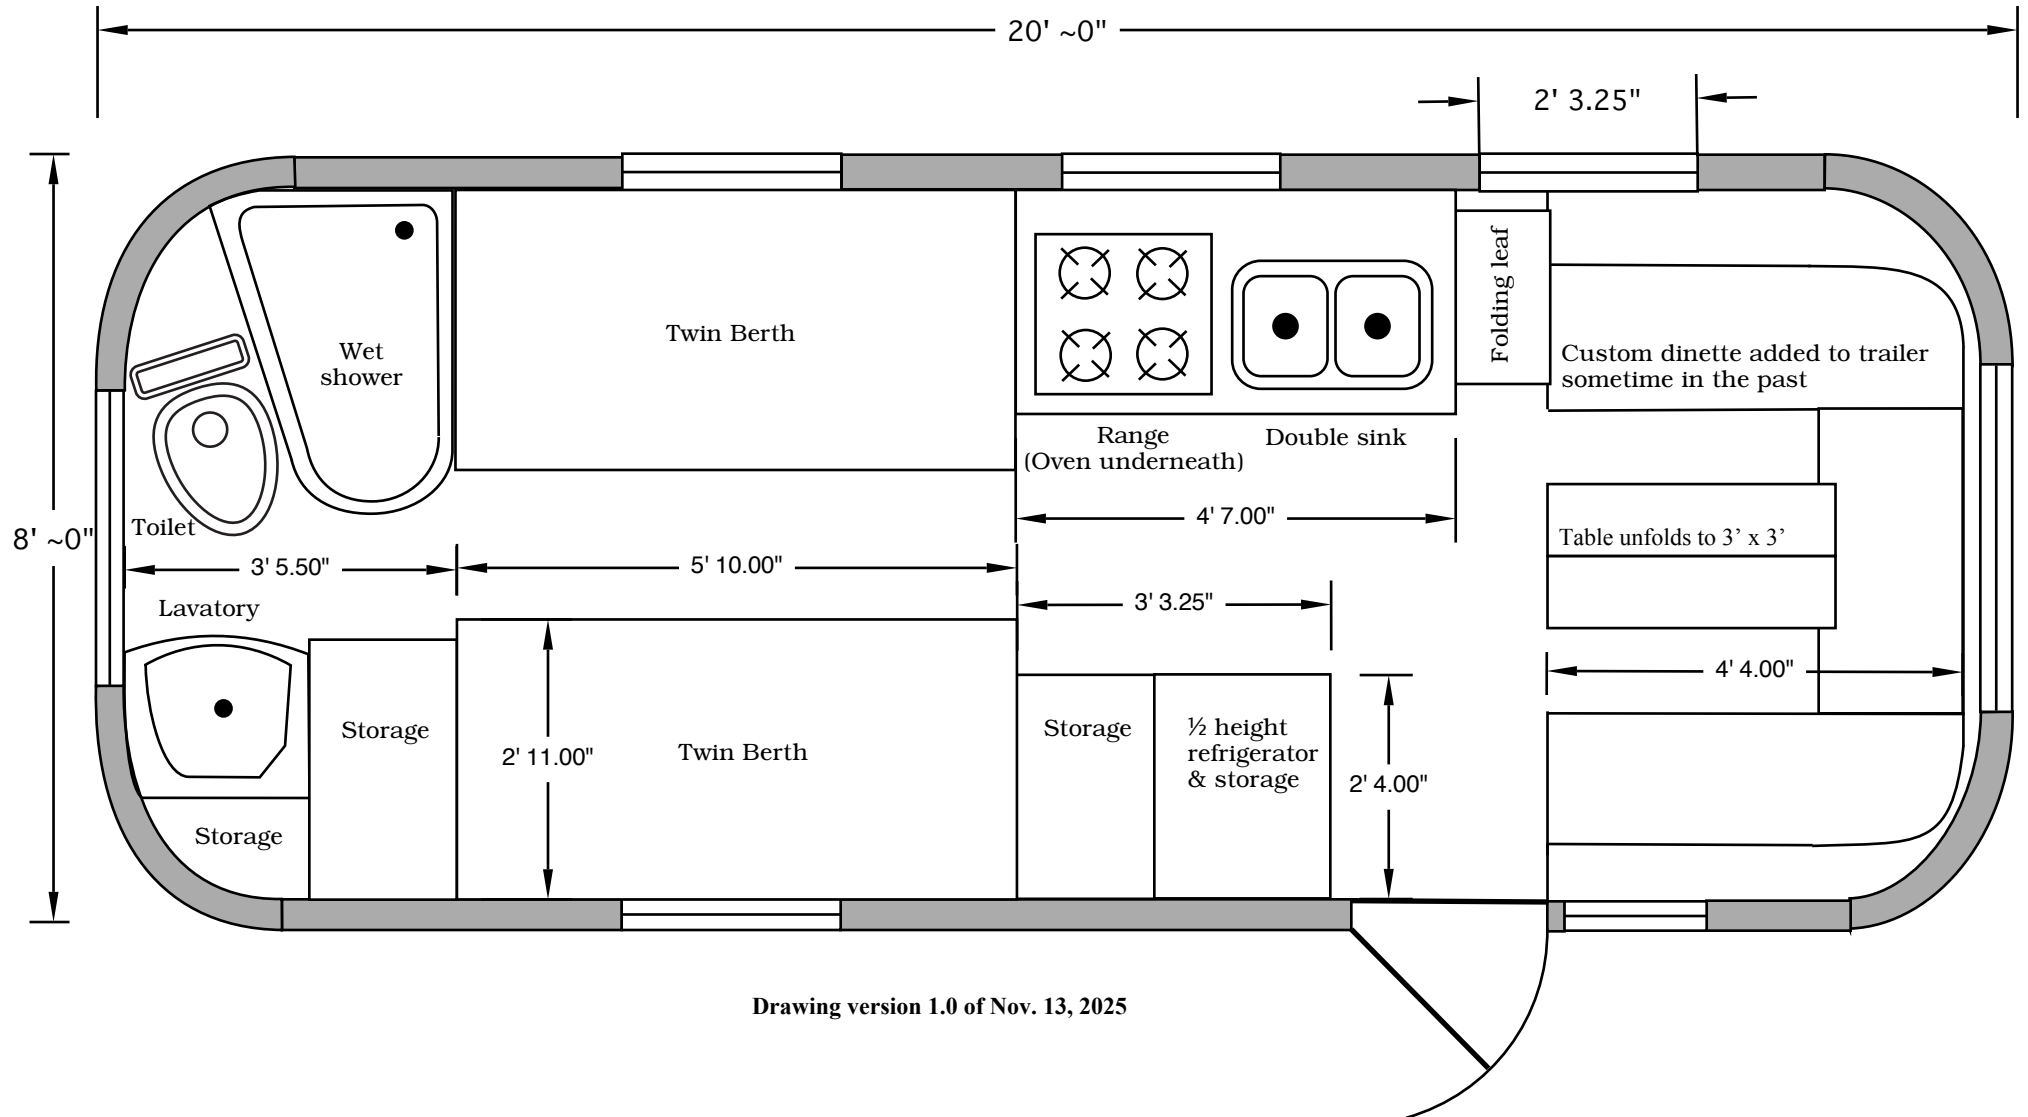 20' ~0"
2' 3.25"
Folding leaf
Wet
shower
Twin Berth
Custom dinette added to trailer
sometime in the past
Range
(Oven underneath)
Double sink
8' ~0"
Toilet
4' 7.00"
Table unfolds to 3’ x 3’
3' 5.50"
5' 10.00"
3' 3.25"
Lavatory
4' 4.00"
Storage
2' 11.00"
Twin Berth
Storage
½ height
refrigerator
& storage
2' 4.00"
Storage
Drawing version 1.0 of Nov. 13, 2025